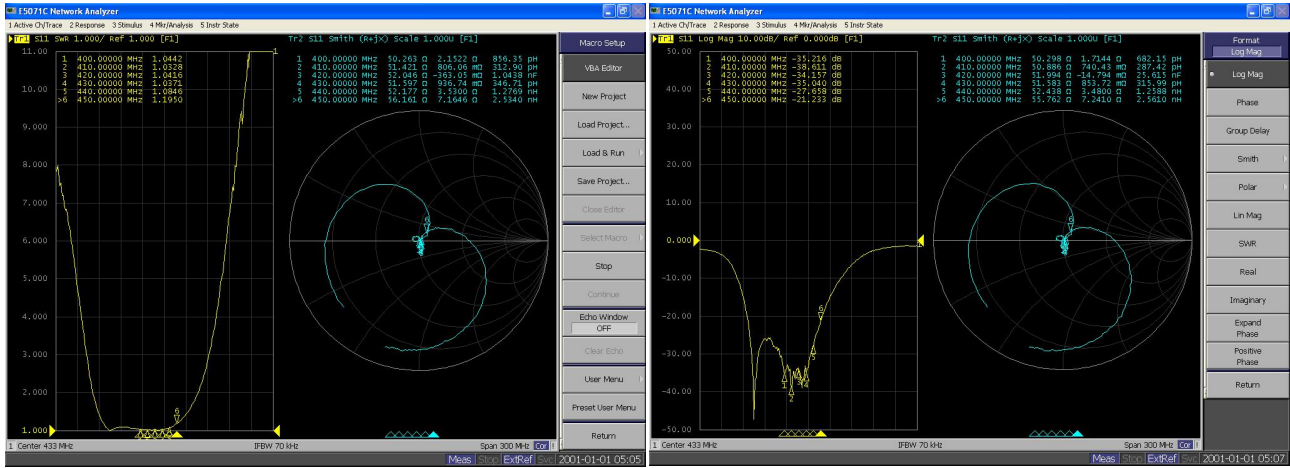 E5071C Network Analyzer
1 Active Ch/Trace 2 Response 3 Stimulus 4 Mkr/Analysis 5 Instr State
Tr1 S11 SWR 1.000/ Ref 1.000 [F1]
1 400.00000 MHz 1.0442
2 410.00000 MHz 1.0328
3 420.00000 MHz 1.0416
4 430.00000 MHz 1.0371
5 440.00000 MHz 1.0846
>6 450.00000 MHz 1.1950
11.00
10.00
9.000
8.000
7.000
6.000
5.000
4.000
3.000
2.000
1.000
1
6
Tr2 S11 Smith (R+jX) Scale 1.000U [F1]
1 400.00000 MHz 50.263 Ω 2.1522 Ω 856.35 pH
2 410.00000 MHz 51.421 Ω 806.06 mΩ 312.90 pH
3 420.00000 MHz 52.046 Ω -363.05 mΩ 1.0438 nF
4 430.00000 MHz 51.597 Ω 936.74 mΩ 346.71 pH
5 440.00000 MHz 52.177 Ω 3.5300 Ω 1.2769 nH
>6 450.00000 MHz 56.161 Ω 7.1646 Ω 2.5340 nH
6
Macro Setup
VBA Editor
New Project
Load Project...
Load & Run
Save Project...
Close Editor
Select Macro
Stop
Continue
Echo Window
OFF
Clear Echo
User Menu
Preset User Menu
Return
1 Center 433 MHz IFBW 70 kHz Span 300 MHz Cor !
Meas Stop ExtRef Svc 2001-01-01 05:05
E5071C Network Analyzer
1 Active Ch/Trace 2 Response 3 Stimulus 4 Mkr/Analysis 5 Instr State
Tr1 S11 Log Mag 10.00dB/ Ref 0.000 dB [F1]
1 400.00000 MHz -35.216 dB
2 410.00000 MHz -38.611 dB
3 420.00000 MHz -34.157 dB
4 430.00000 MHz -35.040 dB
5 440.00000 MHz -27.658 dB
>6 450.00000 MHz -21.233 dB
50.00
40.00
30.00
20.00
10.00
0.000
-10.00
-20.00
-30.00
-40.00
-50.00
6
5
1
2
Tr2 S11 Smith (R+jX) Scale 1.000U [F1]
1 400.00000 MHz 50.298 Ω 1.7144 Ω 682.15 pH
2 410.00000 MHz 50.886 Ω 740.43 mΩ 287.42 pH
3 420.00000 MHz 51.994 Ω -14.794 mΩ 25.615 nF
4 430.00000 MHz 51.583 Ω 853.72 mΩ 315.99 pH
5 440.00000 MHz 52.438 Ω 3.4800 Ω 1.2588 nH
>6 450.00000 MHz 55.762 Ω 7.2410 Ω 2.5610 nH
6
Format
Log Mag
Log Mag
Phase
Group Delay
Smith
Polar
Lin Mag
SWR
Real
Imaginary
Expand
Phase
Positive
Phase
Return
1 Center 433 MHz IFBW 70 kHz Span 300 MHz Cor !
Meas Stop ExtRef Svc 2001-01-01 05:07